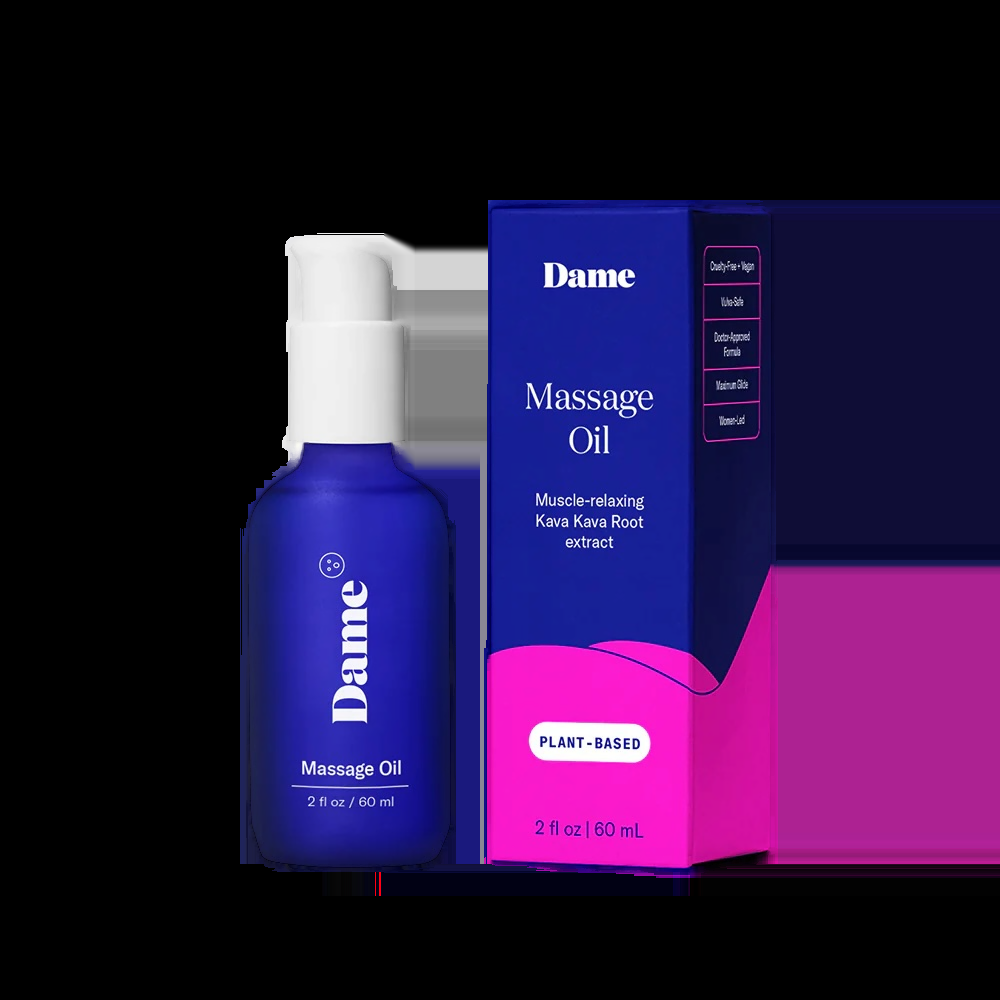 Dame
Massage Oil
2 fl oz / 60 ml
Dame
Massage
Oil
Muscle-relaxing
Kava Kava Root
extract
PLANT-BASED
2 fl oz | 60 mL
Cruelty-Free + Vegan
Vulva-Safe
Doctor-Approved
Formula
Maximum Glide
Women-Led